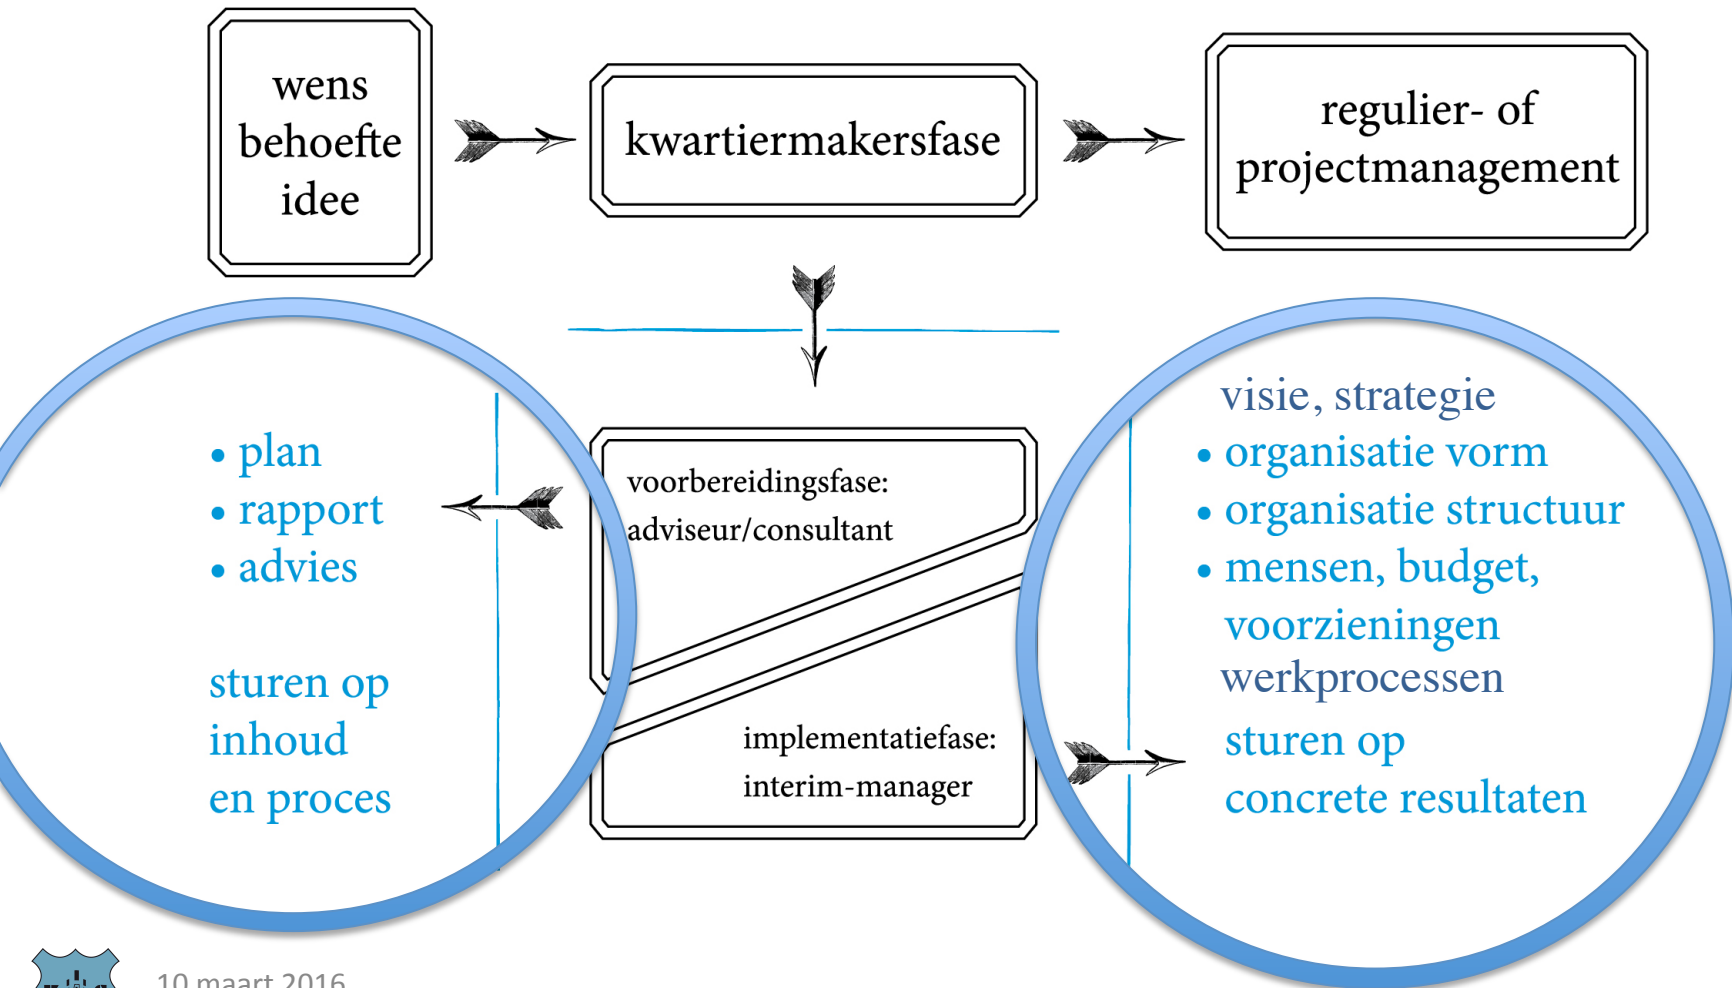 wens
behoefte
idee
kwartiermakersfase
regulier- of
projectmanagement
• plan
• rapport
• advies
sturen op
inhoud
en proces
voorbereidingsfase:
adviseur/consultant
implementatiefase:
interim-manager
visie, strategie
• organisatie vorm
• organisatie structuur
• mensen, budget,
voorzieningen
werkprocessen
sturen op
concrete resultaten
10 maart 2016